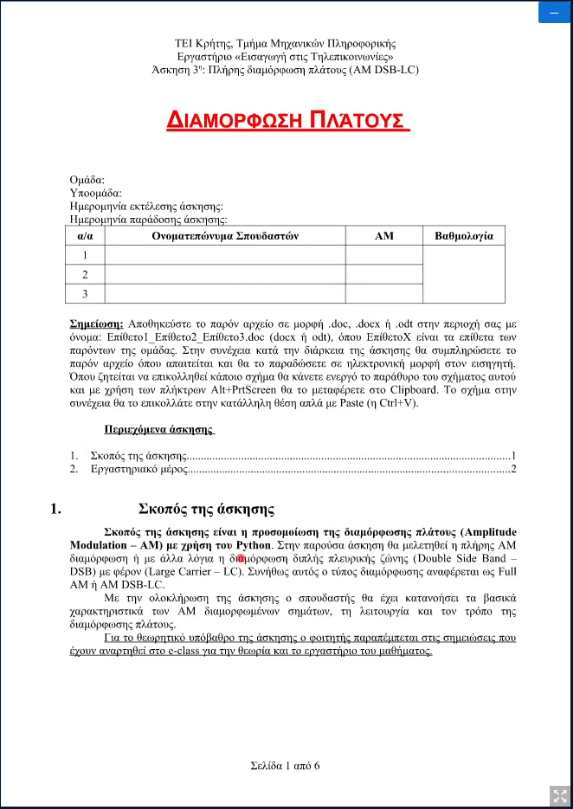 ΤΕΙ Κρήτης, Τμήμα Μηχανικών Πληροφορικής
Εργαστήριο «Εισαγωγή στις Τηλεπικοινωνίες»
Άσκηση 3η: Πλήρης διαμόρφωση πλάτους (AM DSB-LC)
ΔΙΑΜΟΡΦΩΣΗ ΠΛΑΤΟΥΣ
Ομάδα:
Υποομάδα:
Ημερομηνία εκτέλεσης άσκησης:
Ημερομηνία παράδοσης άσκησης:
α/α Ονοματεπώνυμα Σπουδαστών ΑΜ Βαθμολογία
1
2
3
Σημείωση: Αποθηκεύστε το παρόν αρχείο σε μορφή .doc, .docx ή .odt στην περιοχή σας με
όνομα: Επίθετο1_Επίθετο2_Επίθετο3.doc (docx ή odt), όπου ΕπίθετοΧ είναι τα επίθετα των
παρόντων της ομάδας. Στην συνέχεια κατά την διάρκεια της άσκησης θα συμπληρώσετε το
παρόν αρχείο όπου απαιτείται και θα το παραδώσετε σε ηλεκτρονική μορφή στον εισηγητή.
Όπου ζητείται να επικολληθεί κάποιο σχήμα θα κάνετε ενεργό το παράθυρο του σχήματος αυτού
και με χρήση των πλήκτρων Alt+PrtScreen θα το μεταφέρετε στο Clipboard. Το σχήμα στην
συνέχεια θα το επικολλάτε στην κατάλληλη θέση απλά με Paste (η Ctrl+V).
Περιεχόμενα άσκησης
1. Σκοπός της άσκησης...1
2. Εργαστηριακό μέρος...2
1. Σκοπός της άσκησης
Σκοπός της άσκησης είναι η προσομοίωση της διαμόρφωσης πλάτους (Amplitude
Modulation – AM) με χρήση του Python. Στην παρούσα άσκηση θα μελετηθεί η πλήρης AM
διαμόρφωση ή με άλλα λόγια η διαμόρφωση διπλής πλευρικής ζώνης (Double Side Band –
DSB) με φέρον (Large Carrier – LC). Συνήθως αυτός ο τύπος διαμόρφωσης αναφέρεται ως Full
AM ή AM DSB-LC.
Με την ολοκλήρωση της άσκησης ο σπουδαστής θα έχει κατανοήσει τα βασικά
χαρακτηριστικά των AM διαμορφωμένων σημάτων, τη λειτουργία και τον τρόπο της
διαμόρφωσης πλάτους.
Για το θεωρητικό υπόβαθρο της άσκησης ο φοιτητής παραπέμπεται στις σημειώσεις που
έχουν αναρτηθεί στο e-class για την θεωρία και το εργαστήριο του μαθήματος.
Σελίδα 1 από 6